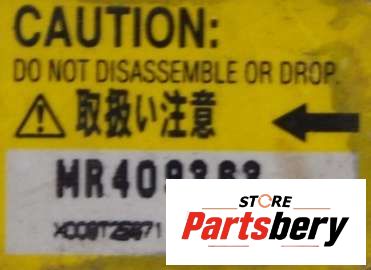 CAUTION:
DO NOT DISASSEMBLE OR DROP.
取扱い注意
STORE
Partsbery